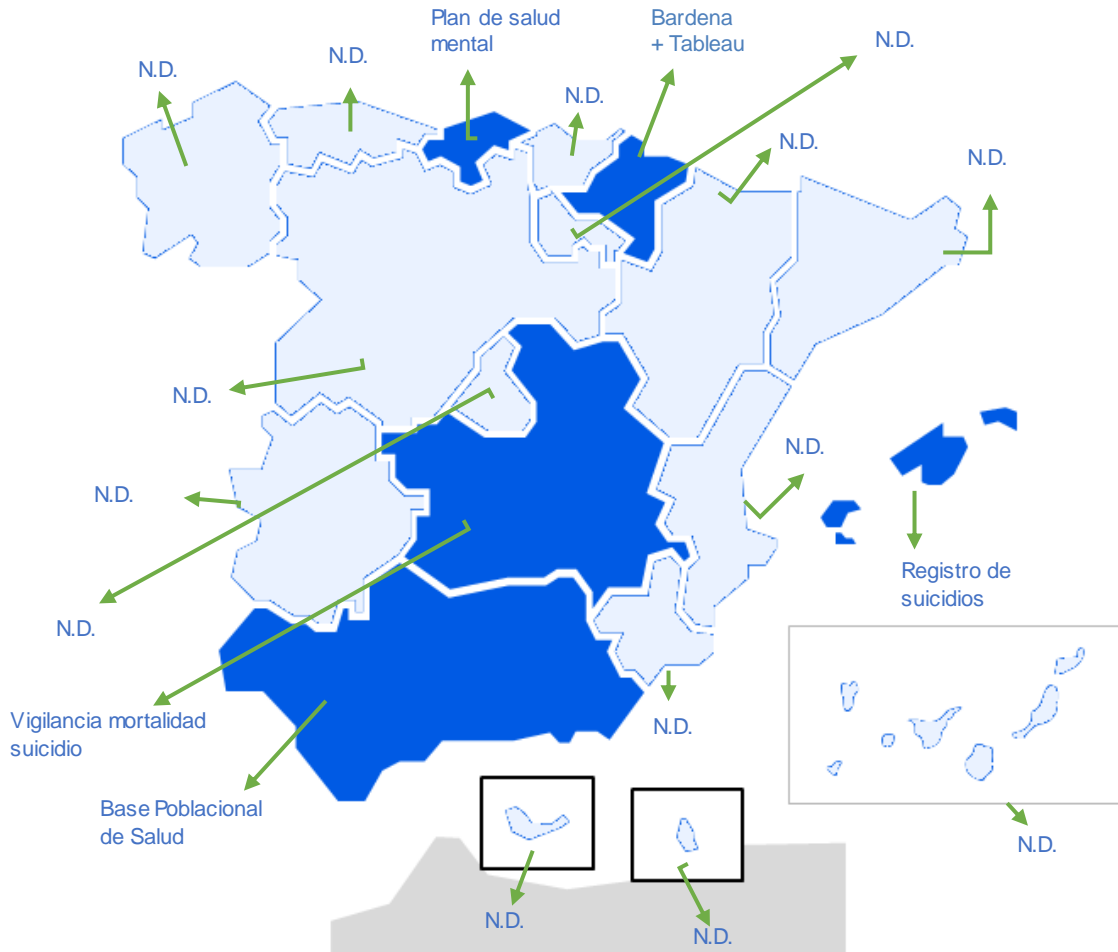 Plan de salud
mental
Bardena
+ Tableau
N.D.
N.D.
N.D.
N.D.
N.D.
N.D.
N.D.
N.D.
N.D.
Registro de
suicidios
N.D.
Vigilancia mortalidad
suicidio
N.D.
Base Poblacional
de Salud
N.D.
N.D.
N.D.